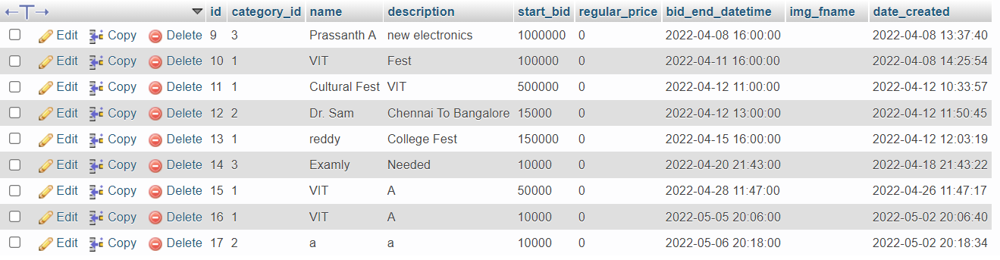 id category_id name description start_bid regular_price bid_end_datetime img_fname date_created
Edit Copy Delete 9 3 Prassanth A new electronics 1000000 0 2022-04-08 16:00:00 2022-04-08 13:37:40
Edit Copy Delete 10 1 VIT Fest 100000 0 2022-04-11 16:00:00 2022-04-08 14:25:54
Edit Copy Delete 11 1 Cultural Fest VIT 500000 0 2022-04-12 11:00:00 2022-04-12 10:33:57
Edit Copy Delete 12 2 Dr. Sam Chennai To Bangalore 15000 0 2022-04-12 13:00:00 2022-04-12 11:50:45
Edit Copy Delete 13 1 reddy College Fest 150000 0 2022-04-15 16:00:00 2022-04-12 12:03:19
Edit Copy Delete 14 3 Examly Needed 10000 0 2022-04-20 21:43:00 2022-04-18 21:43:22
Edit Copy Delete 15 1 VIT A 50000 0 2022-04-28 11:47:00 2022-04-26 11:47:17
Edit Copy Delete 16 1 VIT A 10000 0 2022-05-05 20:06:00 2022-05-02 20:06:40
Edit Copy Delete 17 2 a a 10000 0 2022-05-06 20:18:00 2022-05-02 20:18:34